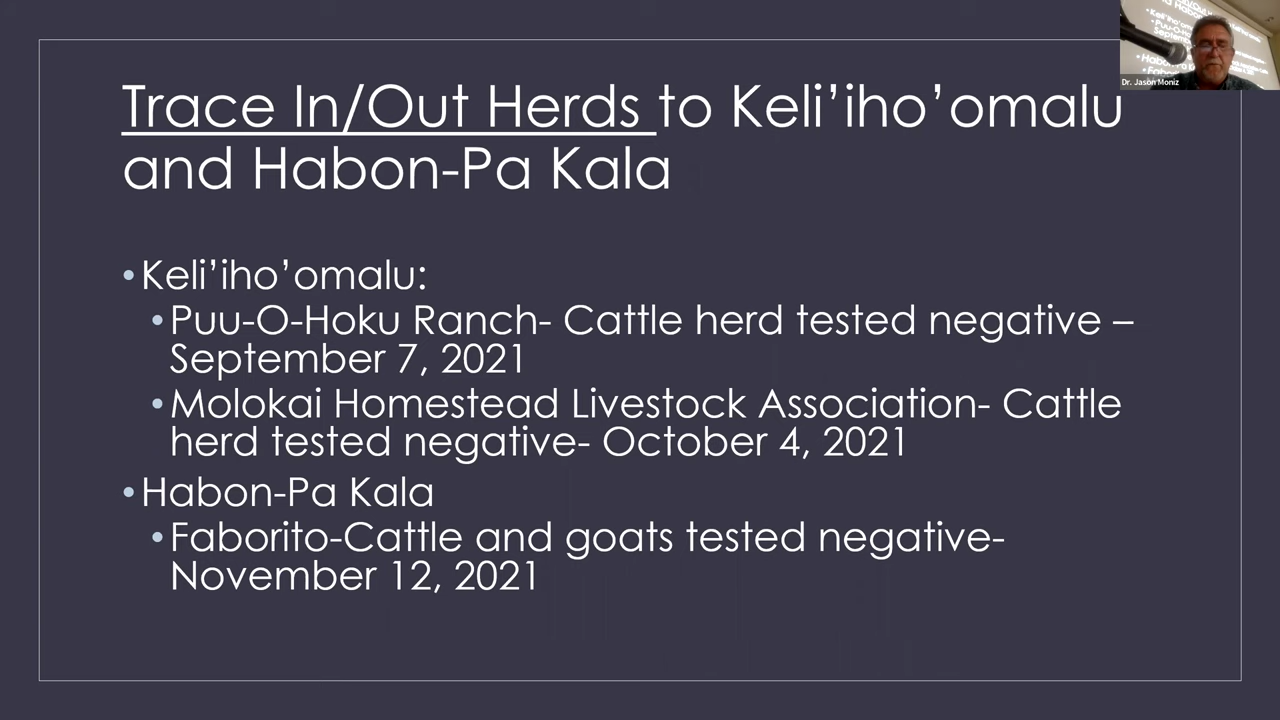 Dr. Jason Moniz
Trace In/Out Herds to Keli’iho’omalu
and Habon-Pa Kala
•Keli’iho’omalu:
•Puu-O-Hoku Ranch- Cattle herd tested negative –
September 7, 2021
•Molokai Homestead Livestock Association- Cattle
herd tested negative- October 4, 2021
•Habon-Pa Kala
•Faborito-Cattle and goats tested negative-
November 12, 2021